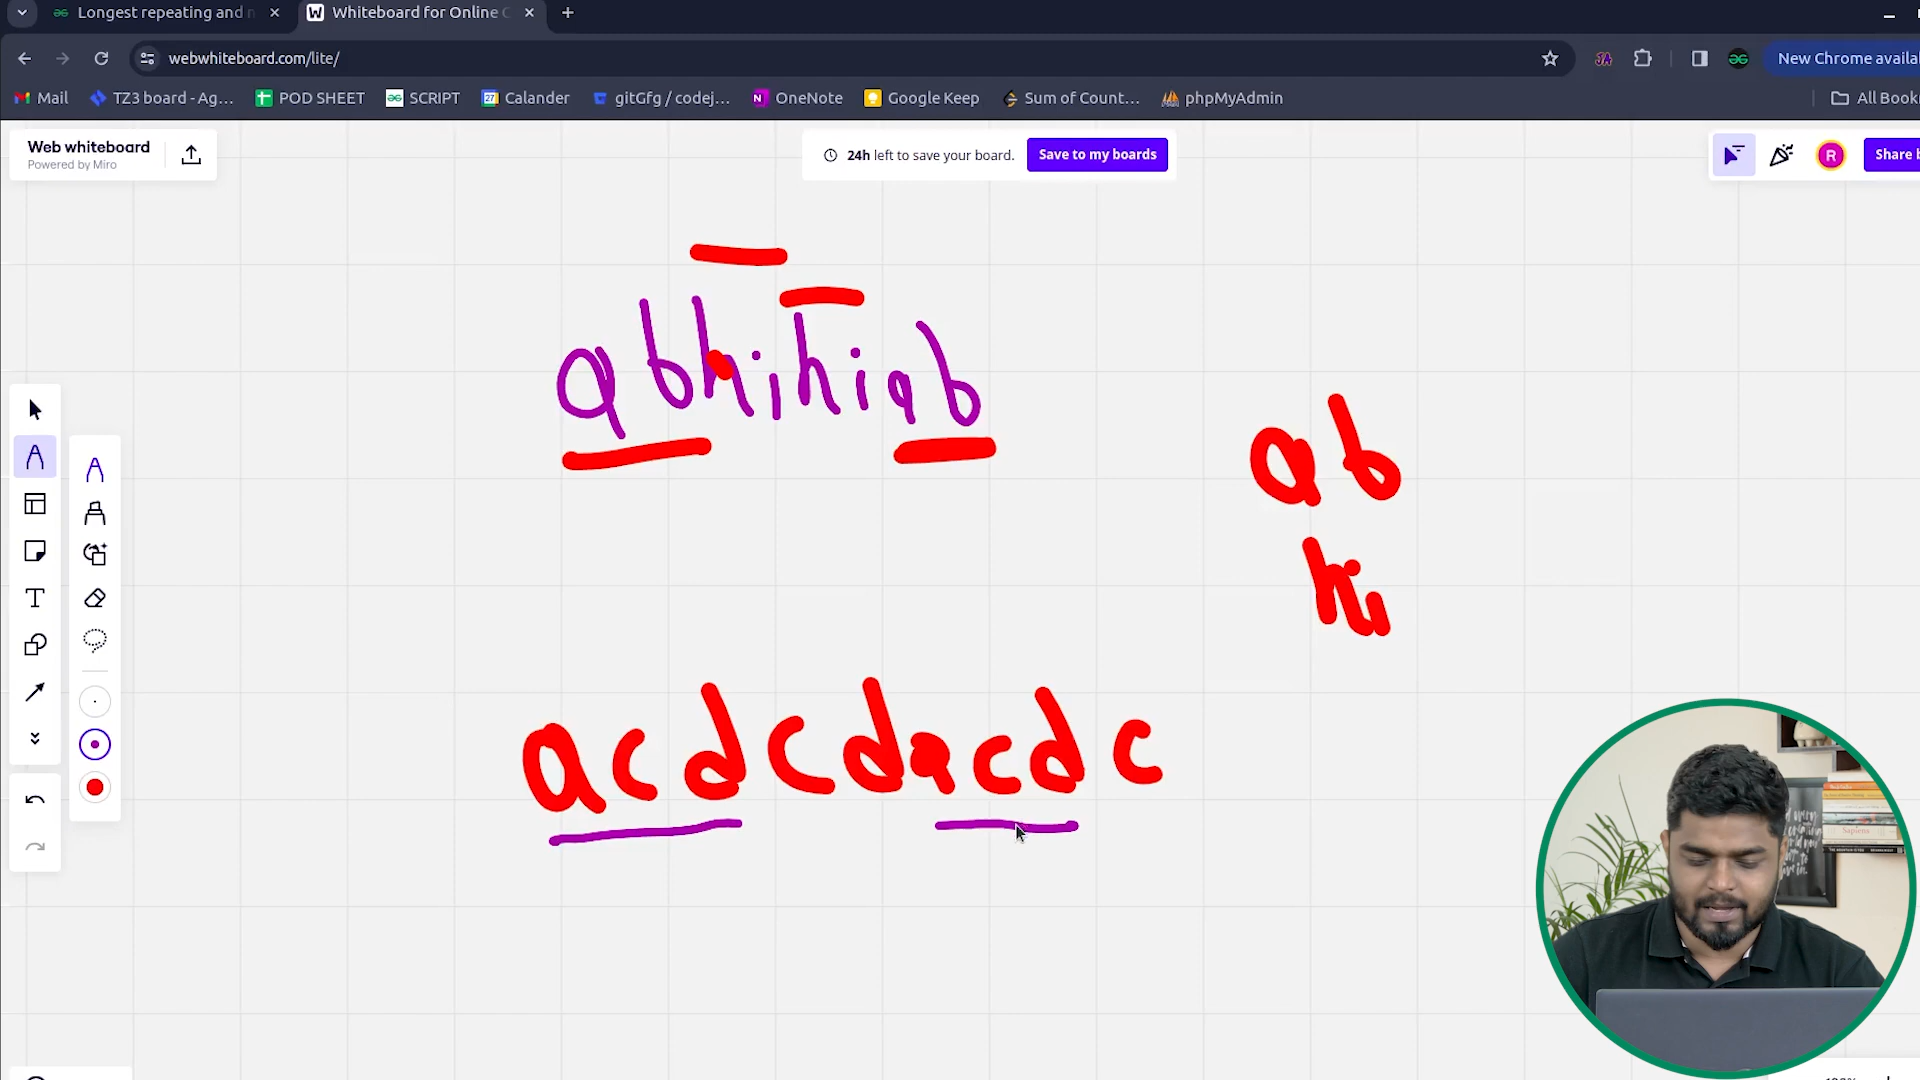 Longest repeating and n
Whiteboard for Online C
webwhiteboard.com/lite/
New Chrome availa
Mail
TZ3 board - Ag...
POD SHEET
SCRIPT
27
Calander
gitGfg / codej...
OneNote
Google Keep
Sum of Count...
phpMyAdmin
All Book
Web whiteboard
Powered by Miro
24h left to save your board.
Save to my boards
R
Share b
abhihiab
ab
hi
acdcdacdc
Sapiens